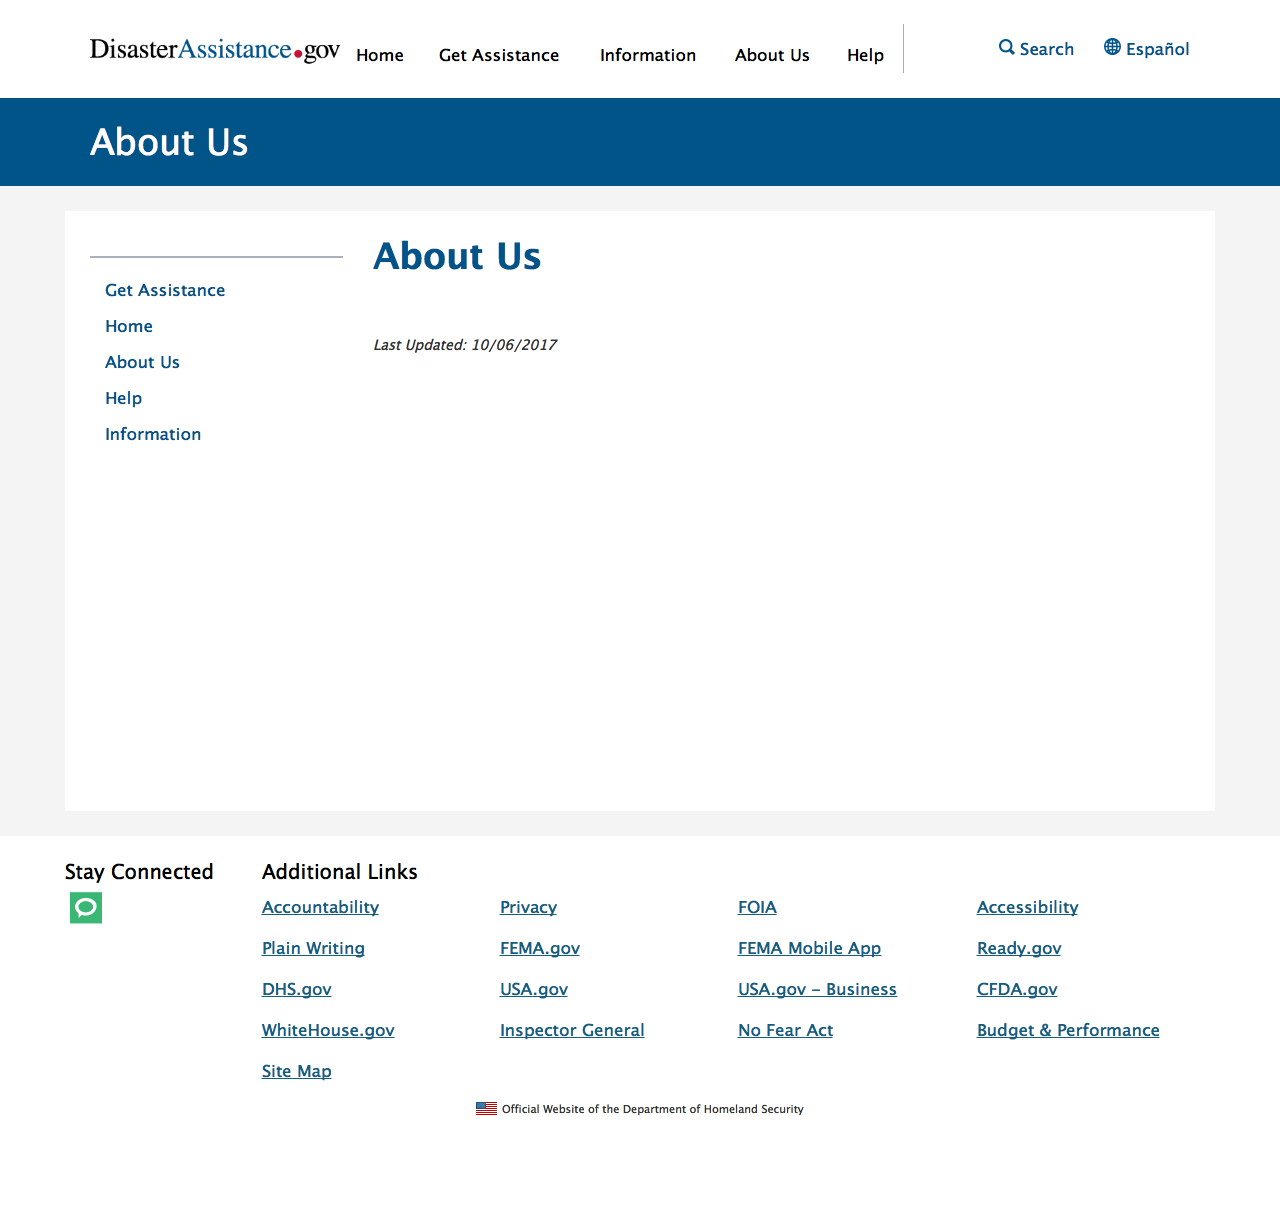 DisasterAssistance.gov Home Get Assistance Information About Us Help Search Español
About Us
About Us
Get Assistance
Home
About Us
Help
Information
Last Updated: 10/06/2017
Stay Connected
Additional Links
Accountability Privacy FOIA Accessibility
Plain Writing FEMA.gov FEMA Mobile App Ready.gov
DHS.gov USA.gov USA.gov – Business CFDA.gov
WhiteHouse.gov Inspector General No Fear Act Budget & Performance
Site Map
Official Website of the Department of Homeland Security